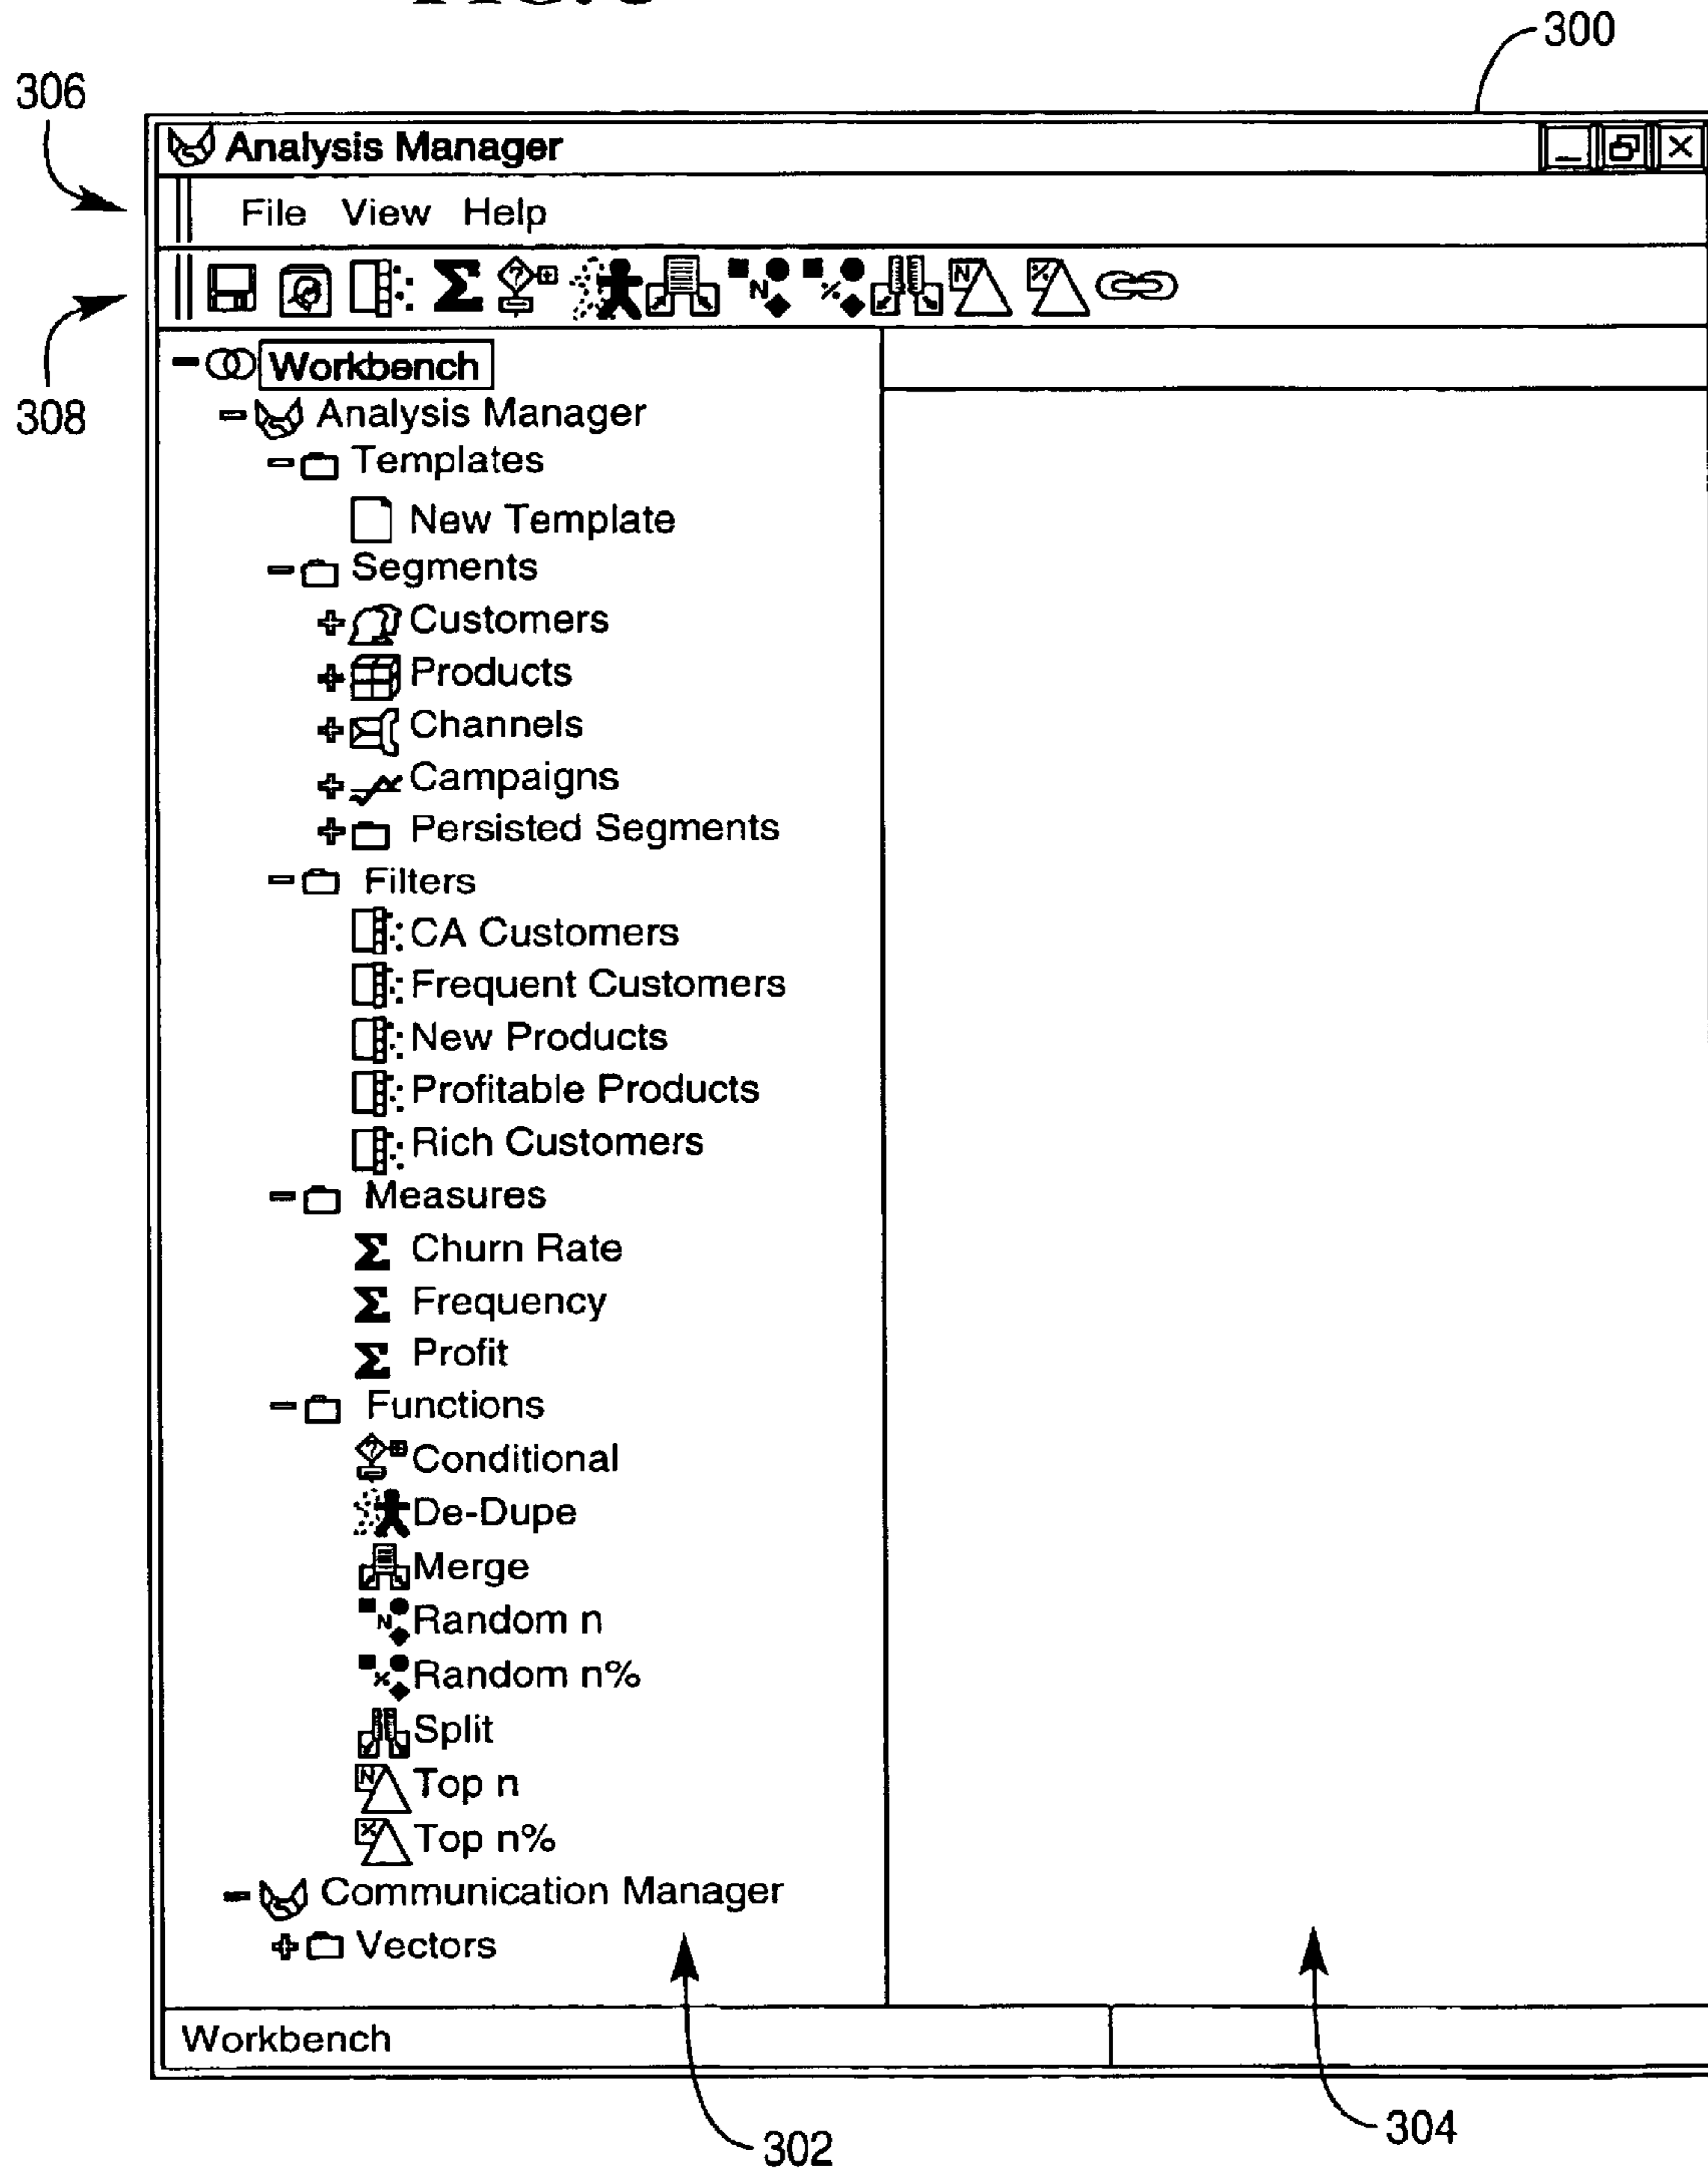 300
306
Analysis Manager
File View Help
308
Workbench
Analysis Manager
Templates
New Template
Segments
Customers
Products
Channels
Campaigns
Persisted Segments
Filters
CA Customers
Frequent Customers
New Products
Profitable Products
Rich Customers
Measures
Σ Churn Rate
Σ Frequency
Σ Profit
Functions
Conditional
De-Dupe
Merge
Random n
Random n%
Split
Top n
Top n%
Communication Manager
Vectors
Workbench
302
304